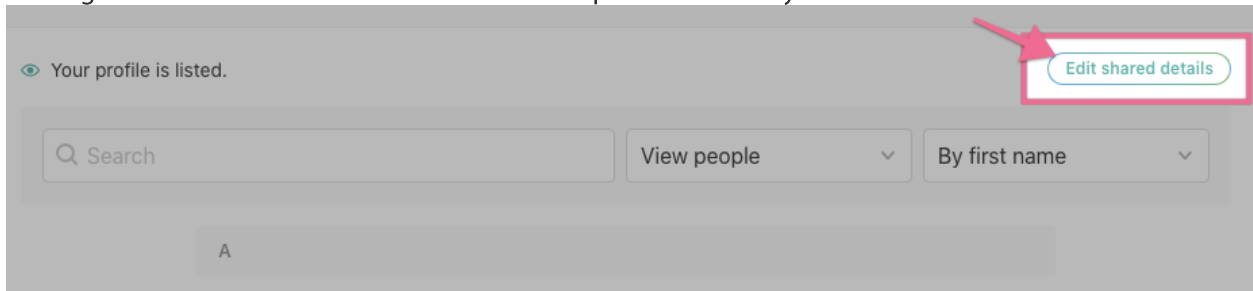 Your profile is listed.
Edit shared details
Search
View people
By first name
A